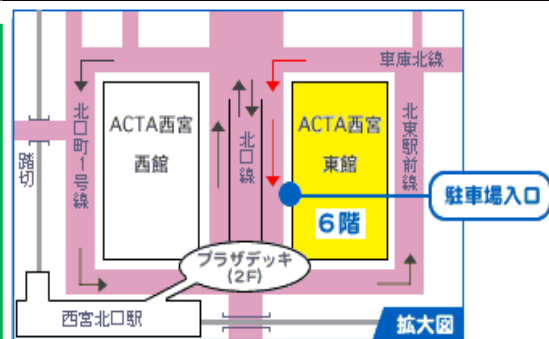 車庫北線
ACTA西宮
西館
北口線
ACTA西宮
東館
6階
北口町1号線
北東駅前線
踏切
駐車場入口
プラザデッキ
(2F)
西宮北口駅
拡大図